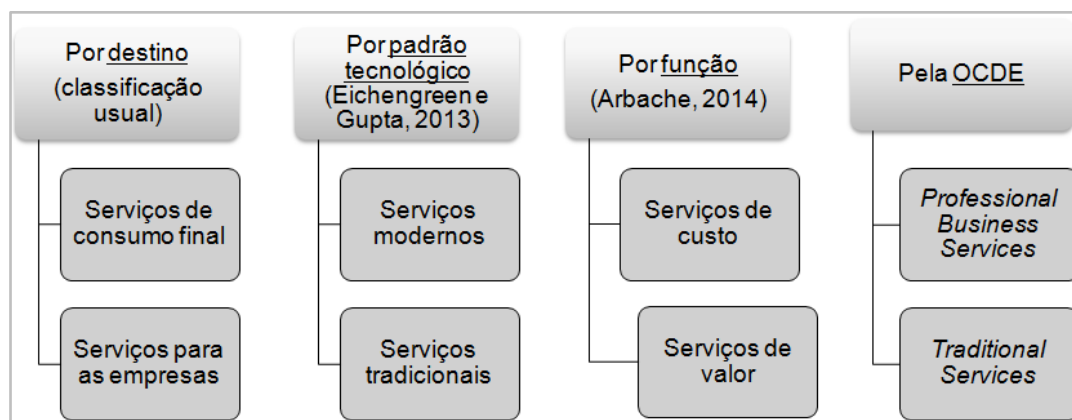 Por destino
(classificação
usual)
Serviços de
consumo final
Serviços para
as empresas
Por padrão
tecnológico
(Eichengreen e
Gupta, 2013)
Serviços
modernos
Serviços
tradicionais
Por função
(Arbache, 2014)
Serviços de
custo
Serviços de
valor
Pela OCDE
Professional
Business
Services
Traditional
Services